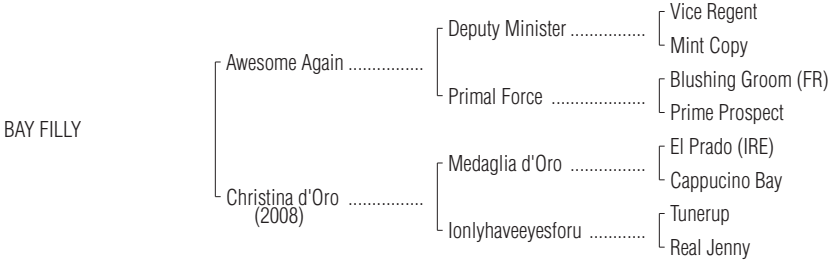 Vice Regent
Deputy Minister ................
Mint Copy
Awesome Again ................
Blushing Groom (FR)
Primal Force ....................
Prime Prospect
BAY FILLY
El Prado (IRE)
Medaglia d'Oro ................
Cappucino Bay
Christina d'Oro ................
(2008)
Tunerup
Ionlyhaveeyesforu ............
Real Jenny